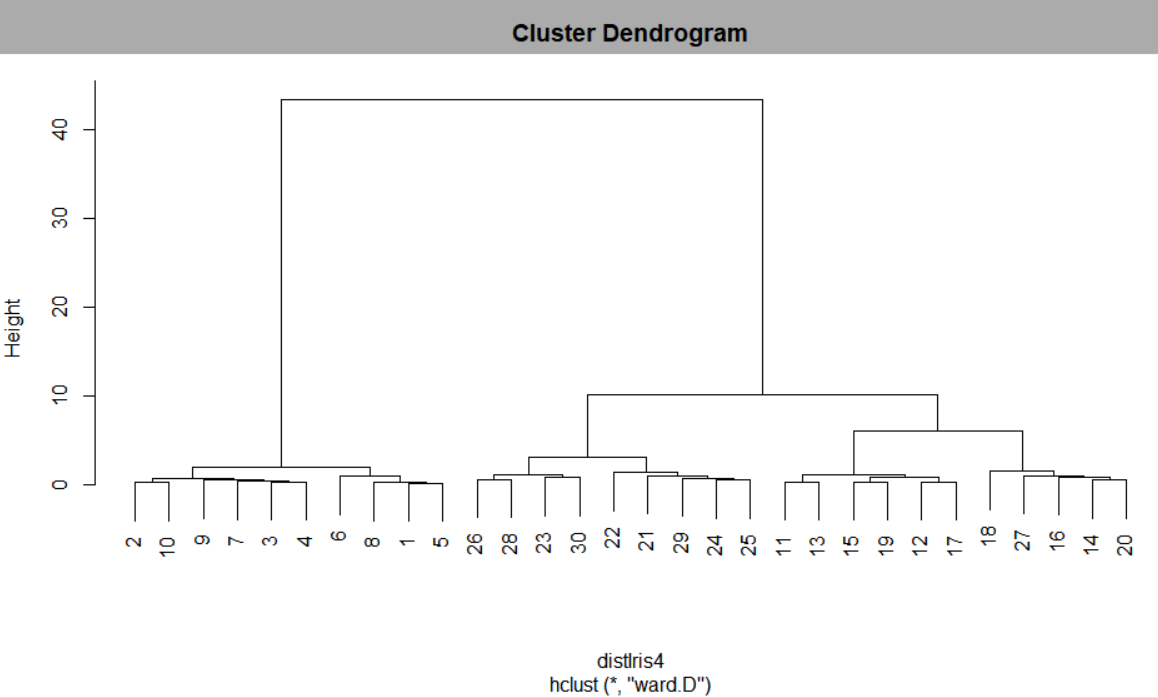 Cluster Dendrogram
Height
40
30
20
10
0
2 10 9 7 3 4 6 8 1 5 26 28 23 30 22 21 29 24 25 11 13 15 19 12 17 18 27 16 14 20
distIris4
hclust (*, "ward.D")